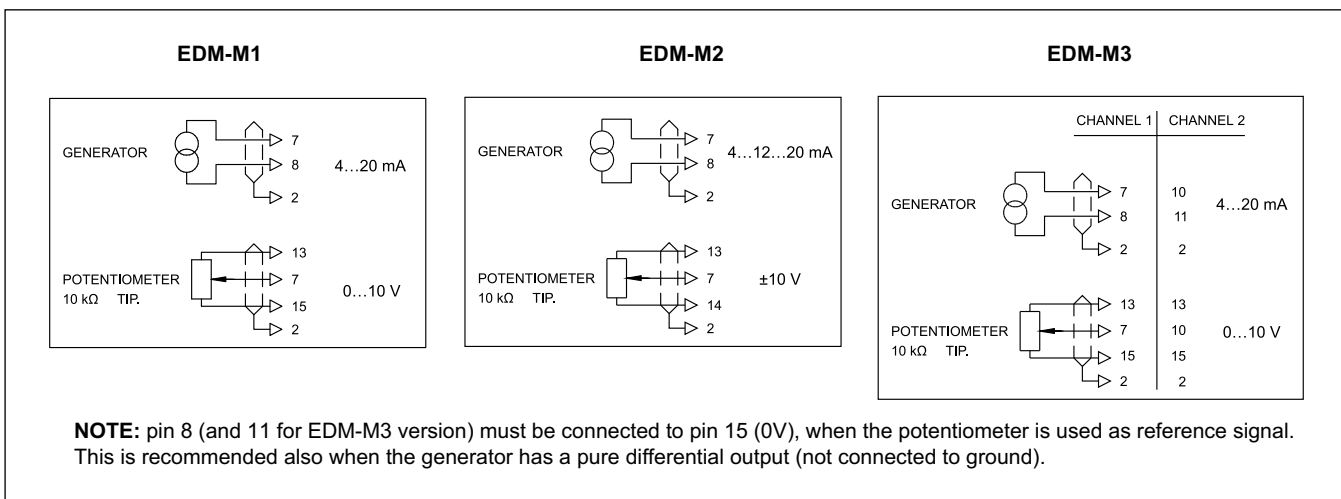 EDM-M1
GENERATOR
7
8
4...20 mA
2
POTENTIOMETER
10 kΩ TIP.
13
7
15
0...10 V
2
EDM-M2
GENERATOR
7
8
4...12...20 mA
2
POTENTIOMETER
10 kΩ TIP.
13
7
±10 V
14
2
EDM-M3
CHANNEL 1 CHANNEL 2
GENERATOR
7 10
8 11
4...20 mA
2 2
POTENTIOMETER
10 kΩ TIP.
13 13
7 10
0...10 V
15 15
2 2
NOTE: pin 8 (and 11 for EDM-M3 version) must be connected to pin 15 (0V), when the potentiometer is used as reference signal.
This is recommended also when the generator has a pure differential output (not connected to ground).